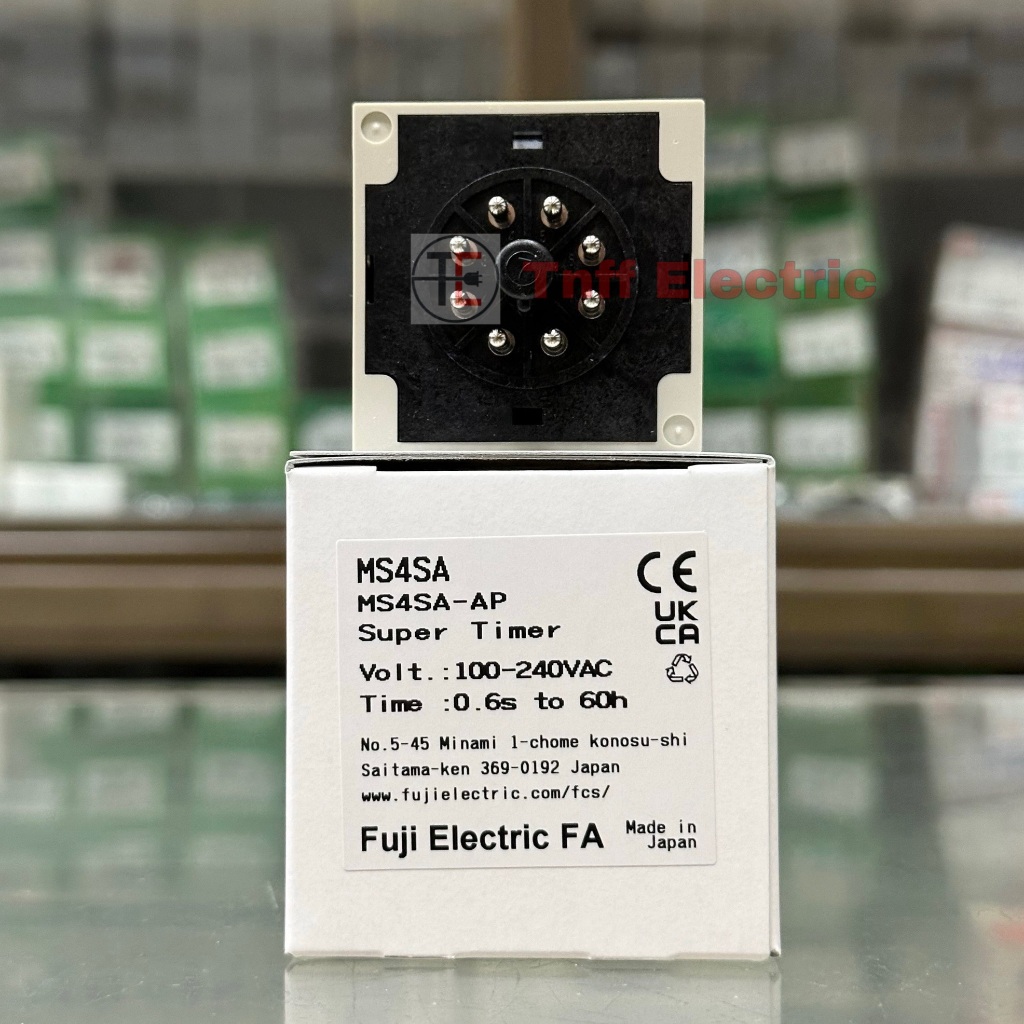 TE Tnff Electric
MS4SA
MS4SA-AP
Super Timer
Volt.:100-240VAC
Time :0.6s to 60h
No.5-45 Minami 1-chome konosu-shi
Saitama-ken 369-0192 Japan
www.fujielectric.com/fcs/
Fuji Electric FA
Made in
Japan
CE
UK
CA